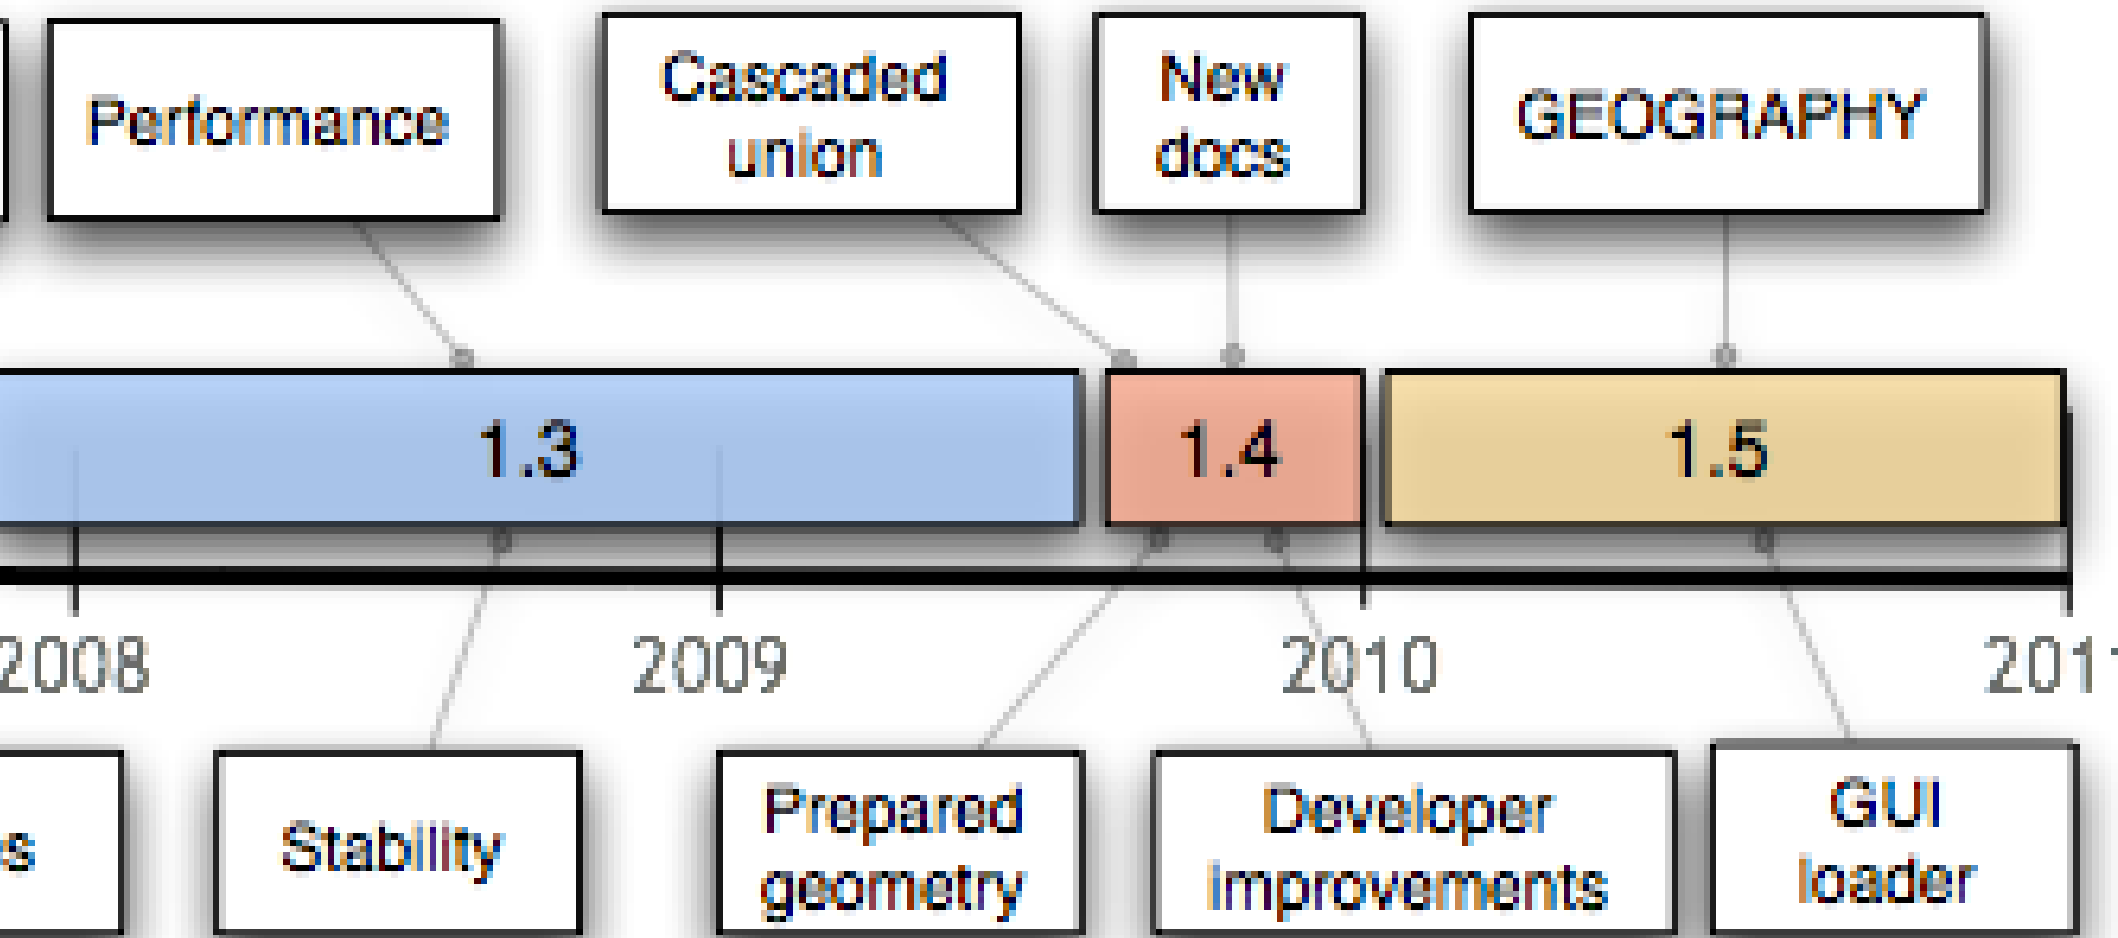 Performance
Cascaded
union
New
docs
GEOGRAPHY
1.3
1.4
1.5
2008
2009
2010
Stability
Prepared
geometry
Developer
improvements
GUI
loader